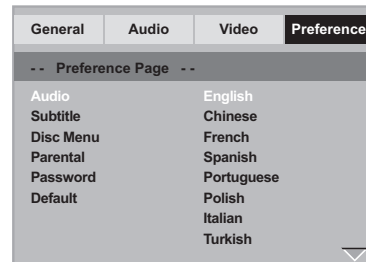 General Audio Video Preference
- - Preference Page - -
Audio English
Subtitle Chinese
Disc Menu French
Parental Spanish
Password Portuguese
Default Polish
Italian
Turkish